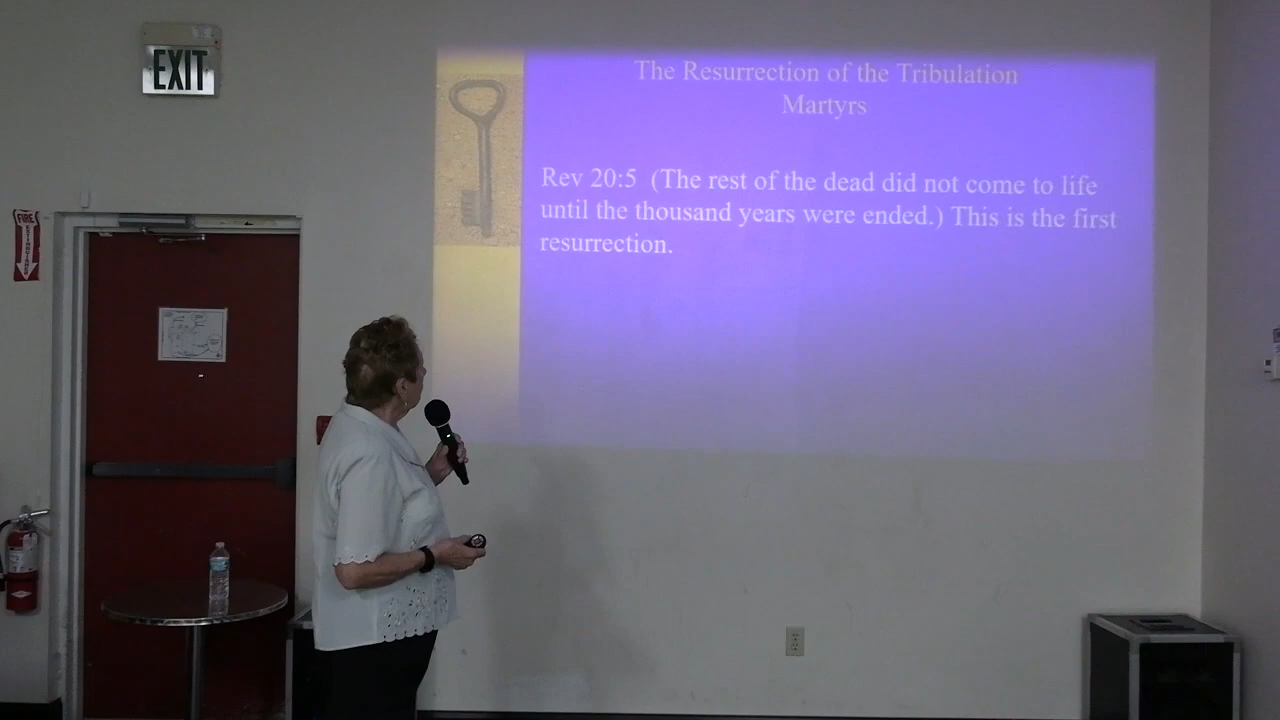 EXIT
The Resurrection of the Tribulation
Martyrs
Rev 20:5 (The rest of the dead did not come to life
until the thousand years were ended.) This is the first
resurrection.
FIRE
EXTINGUISHER